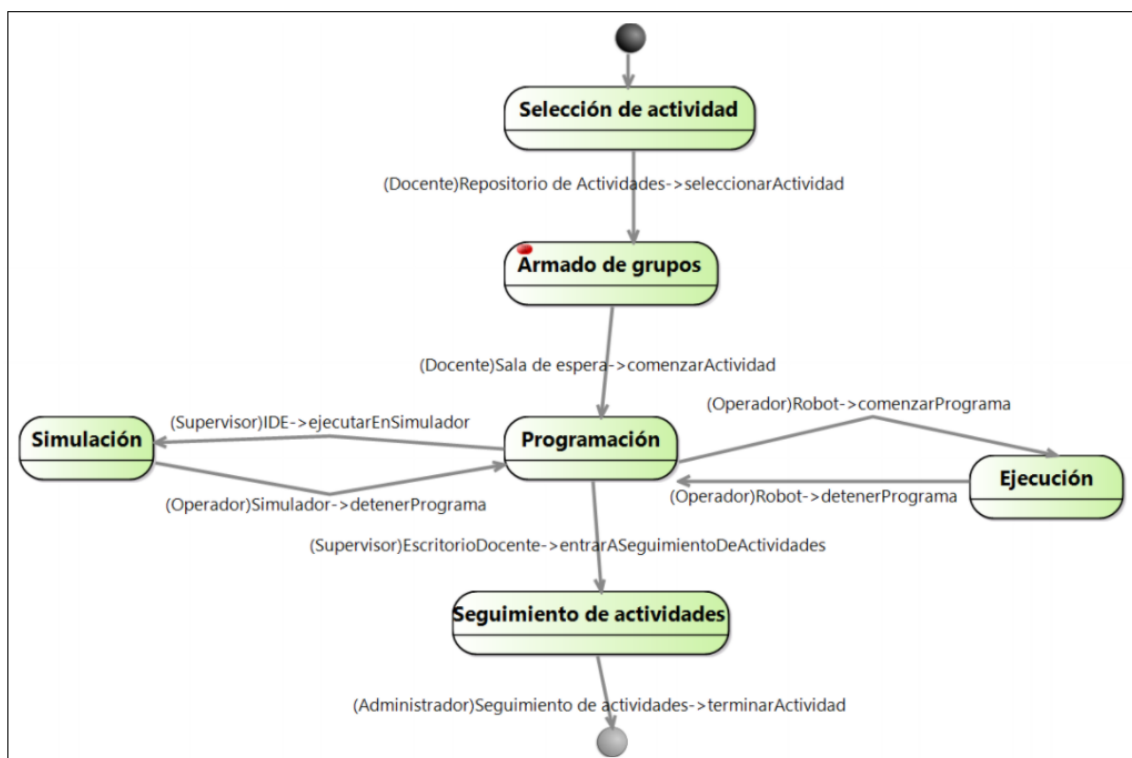 Selección de actividad
(Docente)Repositorio de Actividades->seleccionarActividad
Armado de grupos
(Docente)Sala de espera->comenzarActividad
(Operador)Robot->comenzarPrograma
(Supervisor)IDE->ejecutarEnSimulador
Simulación
Programación
Ejecución
(Operador)Robot->detenerPrograma
(Operador)Simulador->detenerPrograma
(Supervisor)EscritorioDocente->entrarASeguimientoDeActividades
Seguimiento de actividades
(Administrador)Seguimiento de actividades->terminarActividad